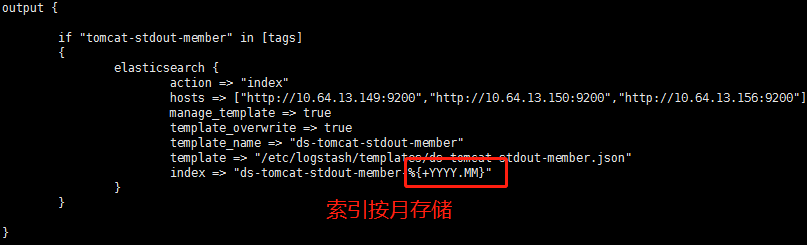 output {
if "tomcat-stdout-member" in [tags]
{
elasticsearch {
action => "index"
hosts => ["http://10.64.13.149:9200","http://10.64.13.150:9200","http://10.64.13.156:9200"]
manage_template => true
template_overwrite => true
template_name => "ds-tomcat-stdout-member"
template => "/etc/logstash/templates/ds-tomcat-stdout-member.json"
index => "ds-tomcat-stdout-member-%{+YYYY.MM}"
}
}
索引按月存储
}